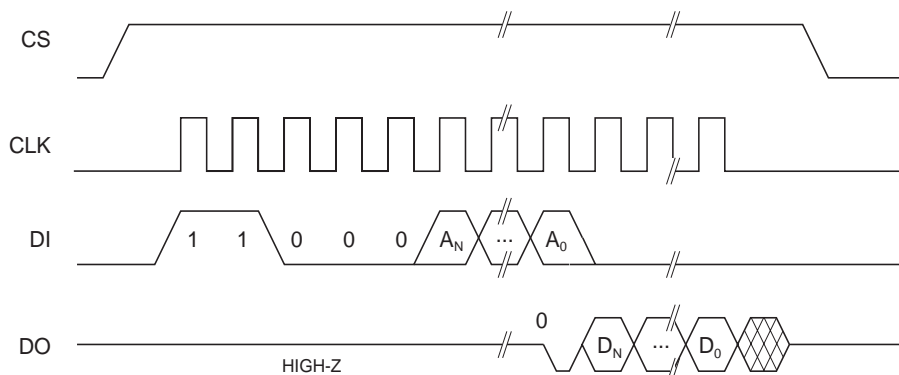 CS
CLK
DI 1 1 0 0 0 A_N ... A_0
0
DO D_N ... D_0
HIGH-Z